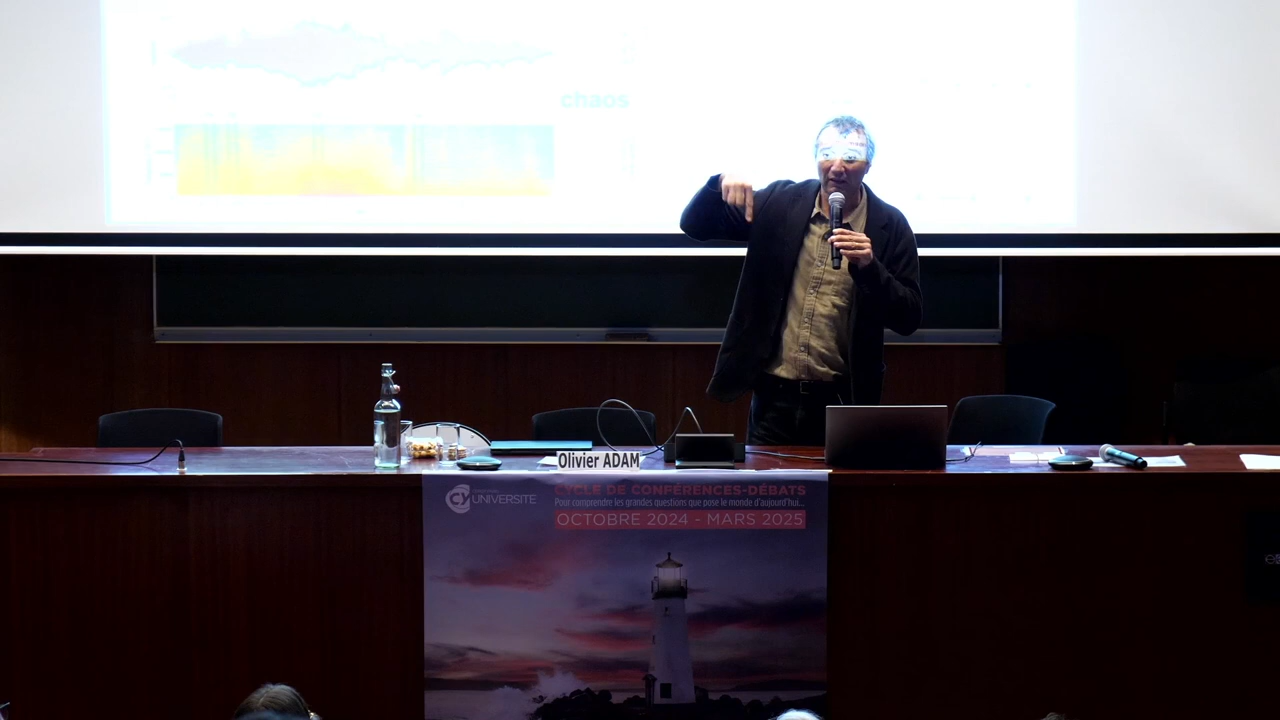 chaos
Olivier ADAM
CY UNIVERSITE
CYCLE DE CONFÉRENCES-DÉBATS
Pour comprendre les grandes questions que pose le monde d'aujourd'hui...
OCTOBRE 2024 - MARS 2025